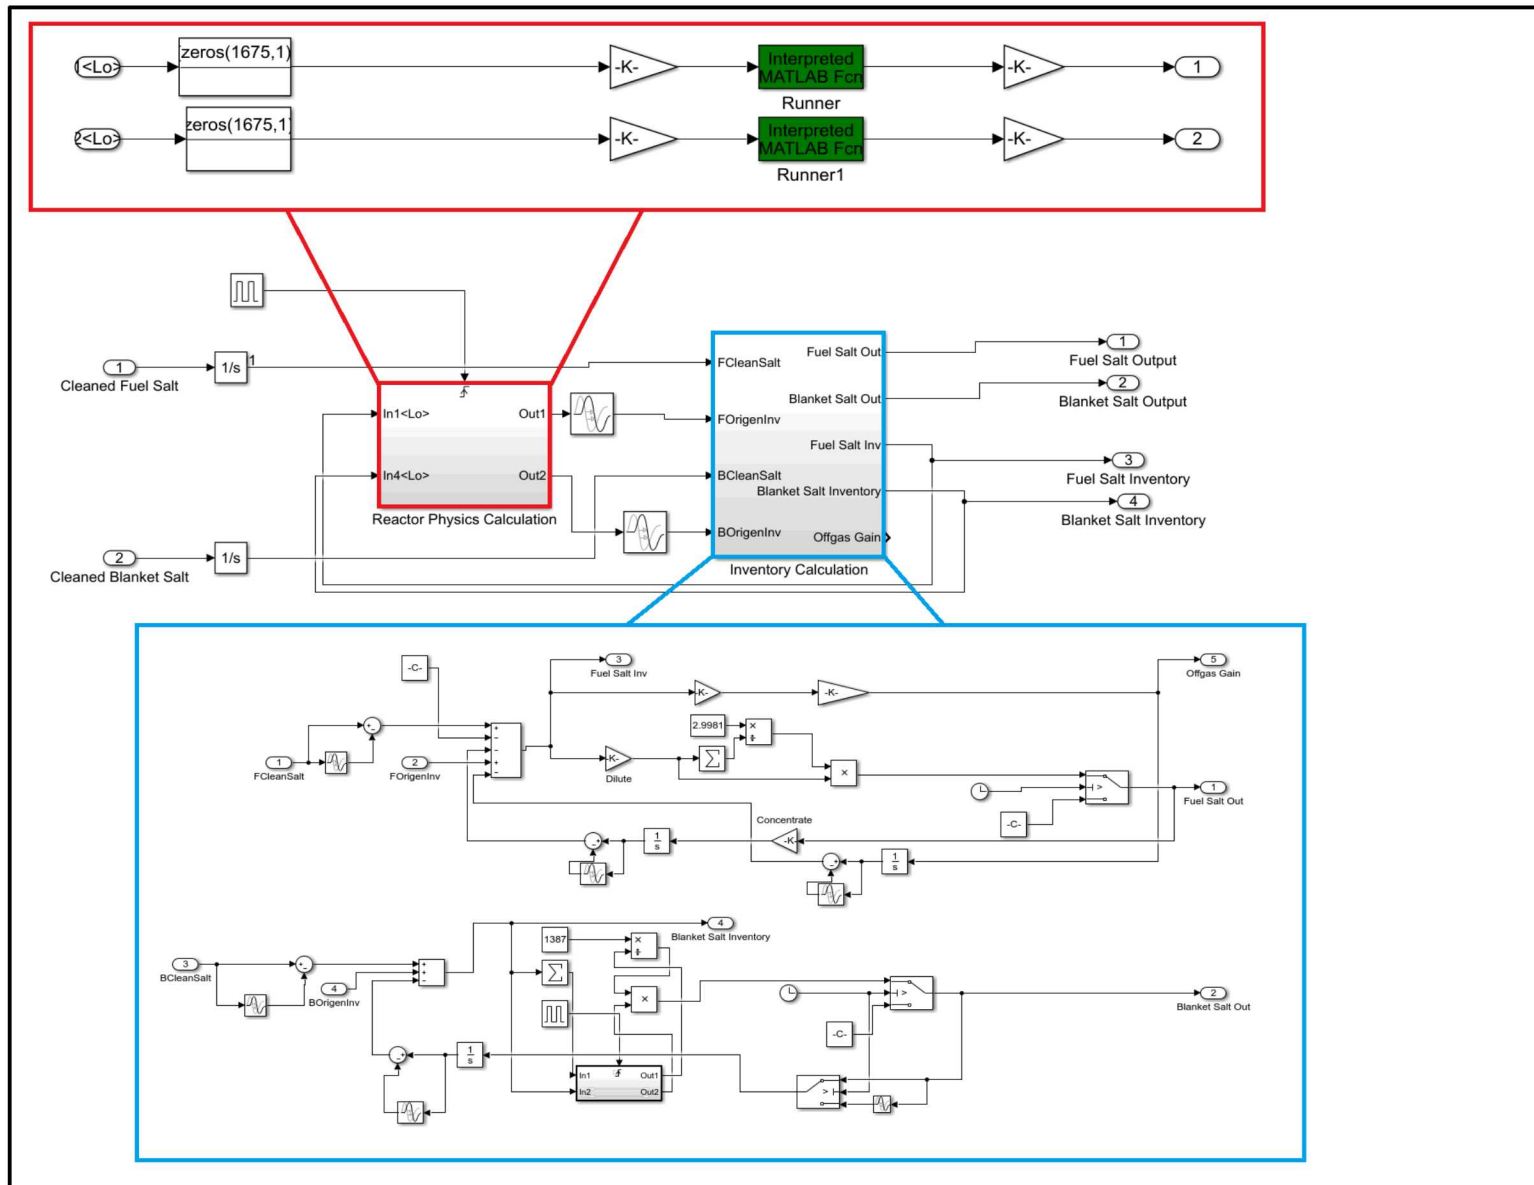 zeros(1675,1)
1<Lo>
-K-
Interpreted
MATLAB Fcn
-K-
1
Runner
zeros(1675,1)
2<Lo>
-K-
Interpreted
MATLAB Fcn
-K-
2
Runner1
1
Cleaned Fuel Salt
1/s
1
In1<Lo>
Out1
In4<Lo>
Out2
Reactor Physics Calculation
2
Cleaned Blanket Salt
1/s
FCleanSalt
Fuel Salt Out
Blanket Salt Out
FOrigenInv
Fuel Salt Inv
BCleanSalt
Blanket Salt Inventory
BOrigenInv
Offgas Gain
Inventory Calculation
1
Fuel Salt Output
2
Blanket Salt Output
3
Fuel Salt Inventory
4
Blanket Salt Inventory
-C-
3
Fuel Salt Inv
5
Offgas Gain
-K-
-K-
2.9981
×
÷
+
-
+
-
-
+
-
1
FCleanSalt
2
FOrigenInv
-K-
Dilute
Σ
×
>
1
Fuel Salt Out
-C-
Concentrate
-K-
1
s
1
s
4
Blanket Salt Inventory
1387
×
÷
3
BCleanSalt
4
BOrigenInv
+
+
-
Σ
×
>
2
Blanket Salt Out
-C-
1
s
In1
Out1
In2
Out2
>